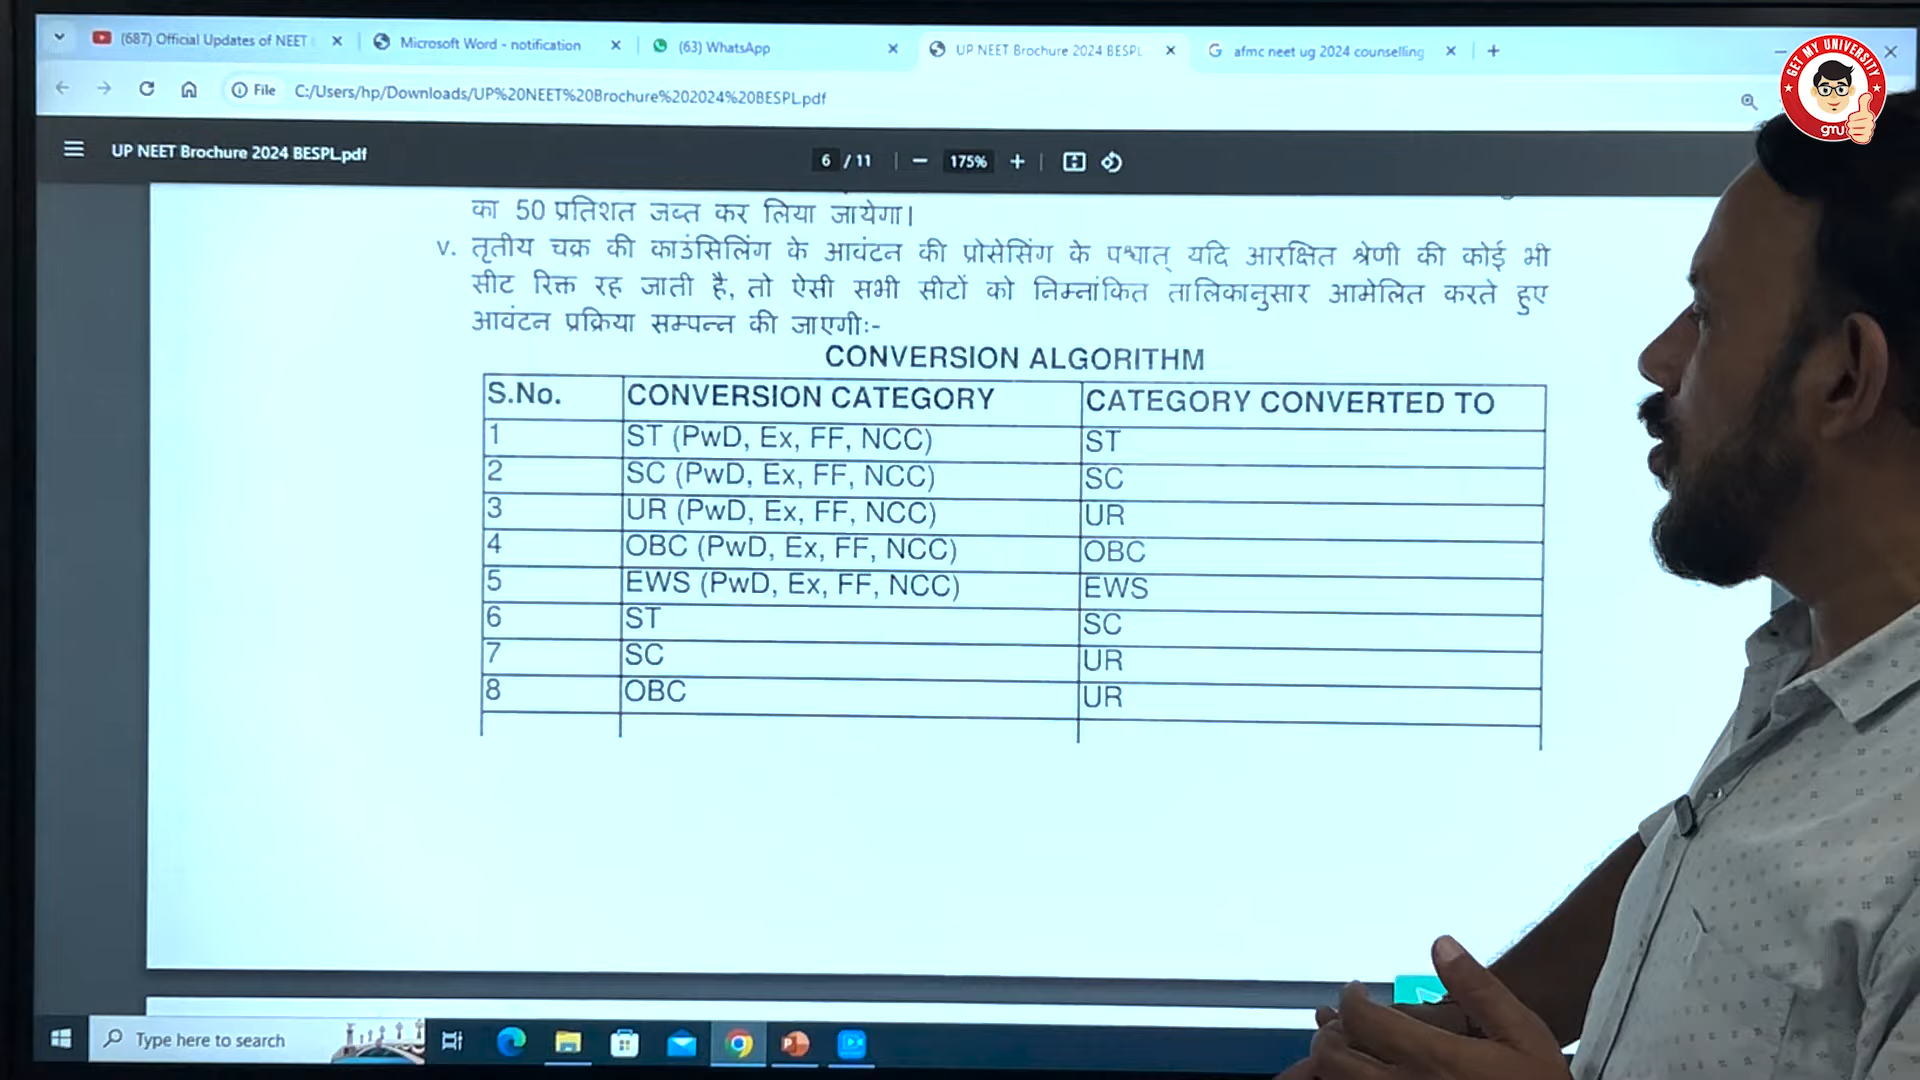 (687) Official Updates of NEET
Microsoft Word - notification
(63) WhatsApp
UP NEET Brochure 2024 BESPL
afmc neet ug 2024 counselling
File
C:/Users/hp/Downloads/UP%20NEET%20Brochure%202024%20BESPL.pdf
GET MY UNIVERSITY
gmu
UP NEET Brochure 2024 BESPL.pdf
6 / 11
175%
का 50 प्रतिशत जब्त कर लिया जायेगा।
v. तृतीय चक्र की काउंसिलिंग के आवंटन की प्रोसेसिंग के पश्चात् यदि आरक्षित श्रेणी की कोई भी
सीट रिक्त रह जाती है, तो ऐसी सभी सीटों को निम्नांकित तालिकानुसार आमेलित करते हुए
आवंटन प्रक्रिया सम्पन्न की जाएगी:-
CONVERSION ALGORITHM
S.No. CONVERSION CATEGORY CATEGORY CONVERTED TO
1 ST (PwD, Ex, FF, NCC) ST
2 SC (PwD, Ex, FF, NCC) SC
3 UR (PwD, Ex, FF, NCC) UR
4 OBC (PwD, Ex, FF, NCC) OBC
5 EWS (PwD, Ex, FF, NCC) EWS
6 ST SC
7 SC UR
8 OBC UR
Type here to search